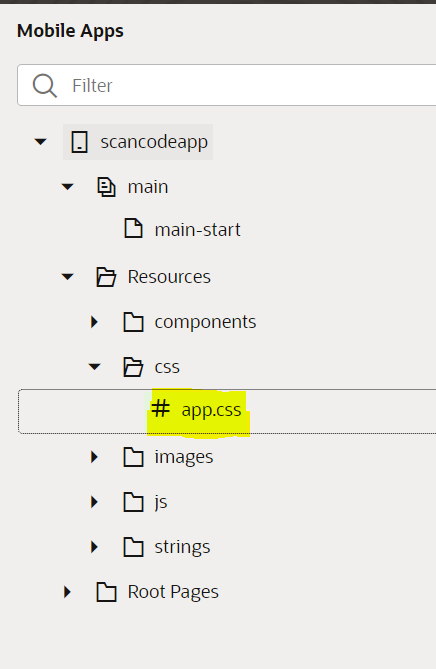 Mobile Apps
Filter
scancodeapp
main
main-start
Resources
components
css
# app.css
images
js
strings
Root Pages